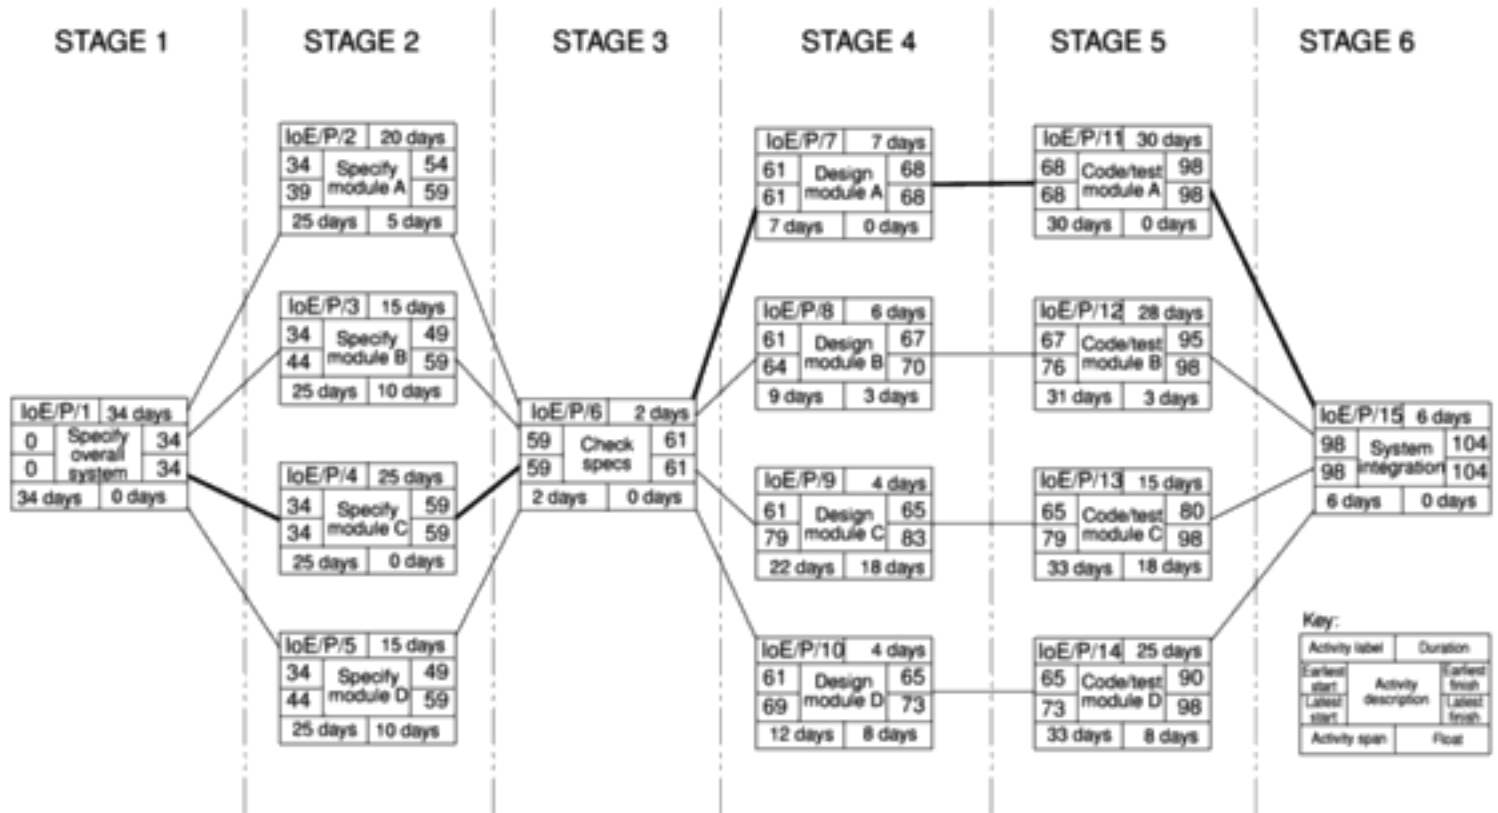 STAGE 1
STAGE 2
STAGE 3
STAGE 4
STAGE 5
STAGE 6
IoE/P/1 34 days
0 Specify 34
overall
0 system 34
34 days 0 days
IoE/P/2 20 days
34 Specify 54
39 module A 59
25 days 5 days
IoE/P/3 15 days
34 Specify 49
44 module B 59
25 days 10 days
IoE/P/4 25 days
34 Specify 59
34 module C 59
25 days 0 days
IoE/P/5 15 days
34 Specify 49
44 module D 59
25 days 10 days
IoE/P/6 2 days
59 Check 61
59 specs 61
2 days 0 days
IoE/P/7 7 days
61 Design 68
61 module A 68
7 days 0 days
IoE/P/8 6 days
61 Design 67
64 module B 70
9 days 3 days
IoE/P/9 4 days
61 Design 65
79 module C 83
22 days 18 days
IoE/P/10 4 days
61 Design 65
69 module D 73
12 days 8 days
IoE/P/11 30 days
68 Code/test 98
68 module A 98
30 days 0 days
IoE/P/12 28 days
67 Code/test 95
76 module B 98
31 days 3 days
IoE/P/13 15 days
65 Code/test 80
79 module C 98
33 days 18 days
IoE/P/14 25 days
65 Code/test 90
73 module D 98
33 days 8 days
IoE/P/15 6 days
98 System 104
98 integration 104
6 days 0 days
Key:
Activity label Duration
Earliest start Activity description Earliest finish
Latest start Latest finish
Activity span Float